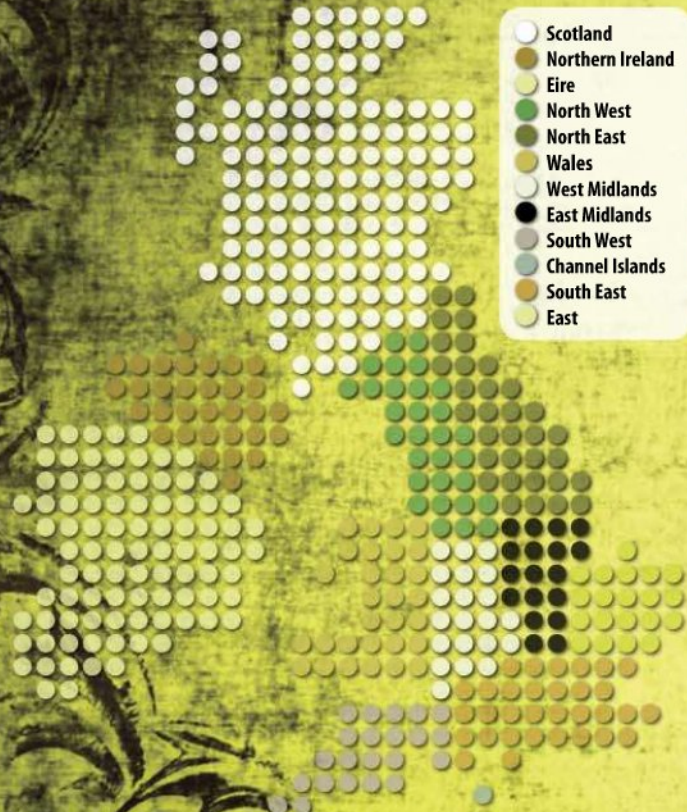 Scotland
Northern Ireland
Eire
North West
North East
Wales
West Midlands
East Midlands
South West
Channel Islands
South East
East